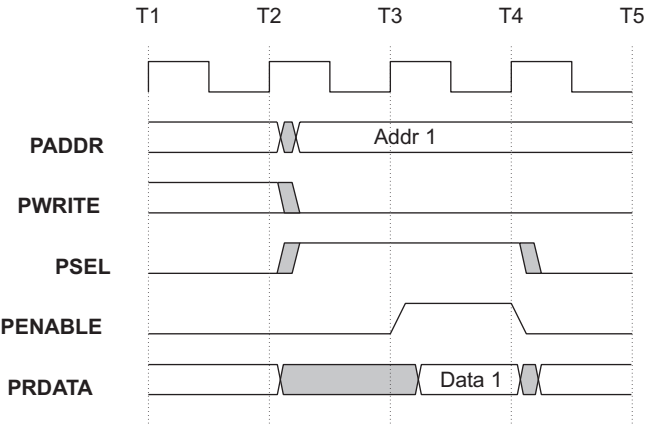 T1 T2 T3 T4 T5
PADDR Addr 1
PWRITE
PSEL
PENABLE
PRDATA Data 1